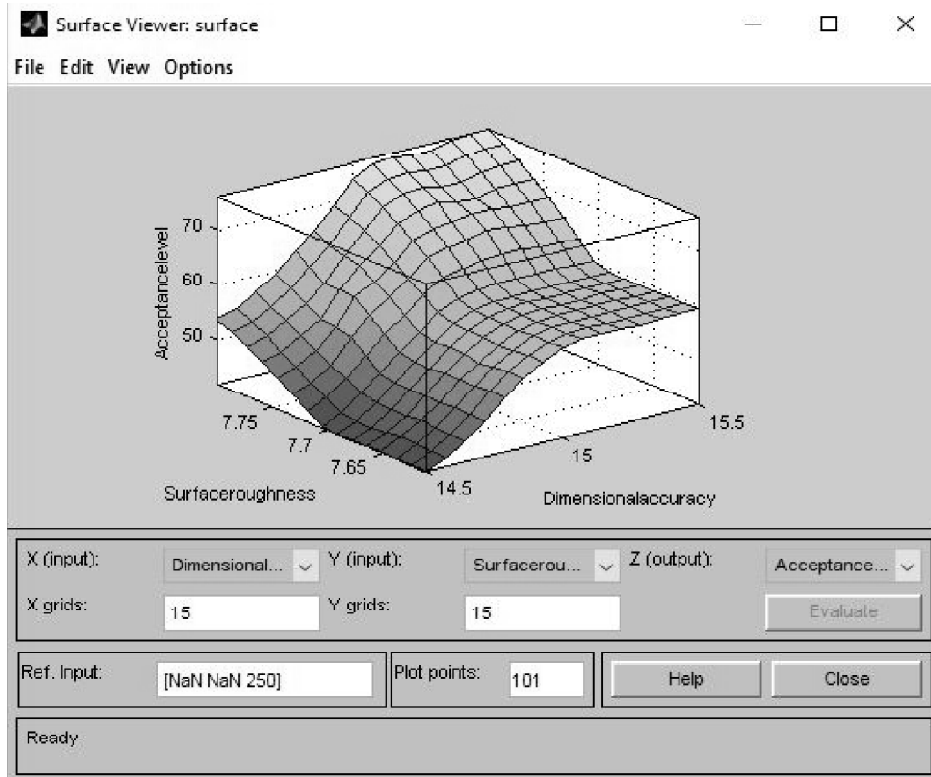 Surface Viewer: surface
File Edit View Options
Acceptancelevel
70
60
50
7.75
7.7
7.65
Surfaceroughness
14.5
15
15.5
Dimensionalaccuracy
X (input): Dimensional... Y (input): Surfacerou... Z (output): Acceptance...
X grids: 15 Y grids: 15 Evaluate
Ref. Input: [NaN NaN 250] Plot points: 101 Help Close
Ready